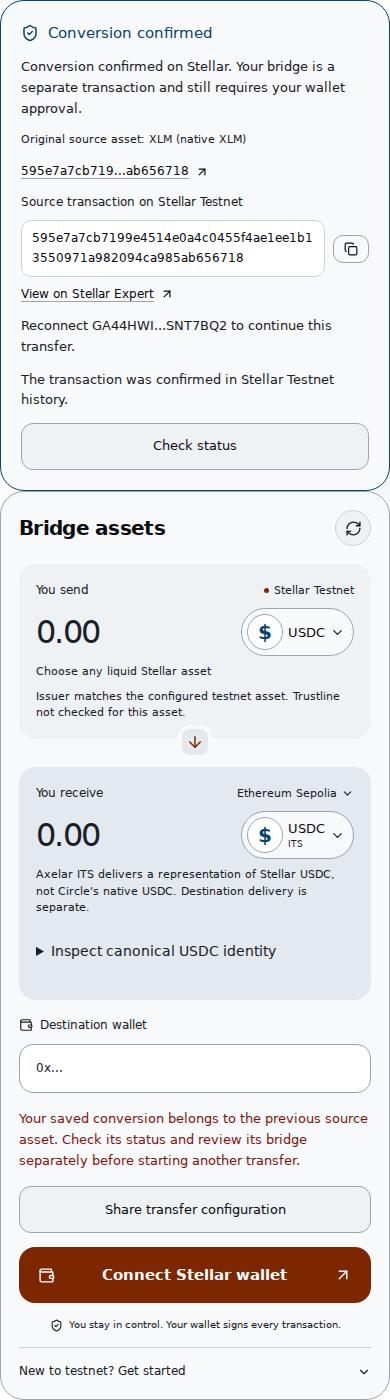 Conversion confirmed
Conversion confirmed on Stellar. Your bridge is a
separate transaction and still requires your wallet
approval.
Original source asset: XLM (native XLM)
595e7a7cb719...ab656718
Source transaction on Stellar Testnet
595e7a7cb7199e4514e0a4c0455f4ae1ee1b1
3550971a982094ca985ab656718
View on Stellar Expert
Reconnect GA44HWI...SNT7BQ2 to continue this
transfer.
The transaction was confirmed in Stellar Testnet
history.
Check status
Bridge assets
You send
Stellar Testnet
0.00
$ USDC
Choose any liquid Stellar asset
Issuer matches the configured testnet asset. Trustline
not checked for this asset.
You receive
Ethereum Sepolia
0.00
$ USDC
ITS
Axelar ITS delivers a representation of Stellar USDC,
not Circle's native USDC. Destination delivery is
separate.
Inspect canonical USDC identity
Destination wallet
0x...
Your saved conversion belongs to the previous source
asset. Check its status and review its bridge
separately before starting another transfer.
Share transfer configuration
Connect Stellar wallet
You stay in control. Your wallet signs every transaction.
New to testnet? Get started